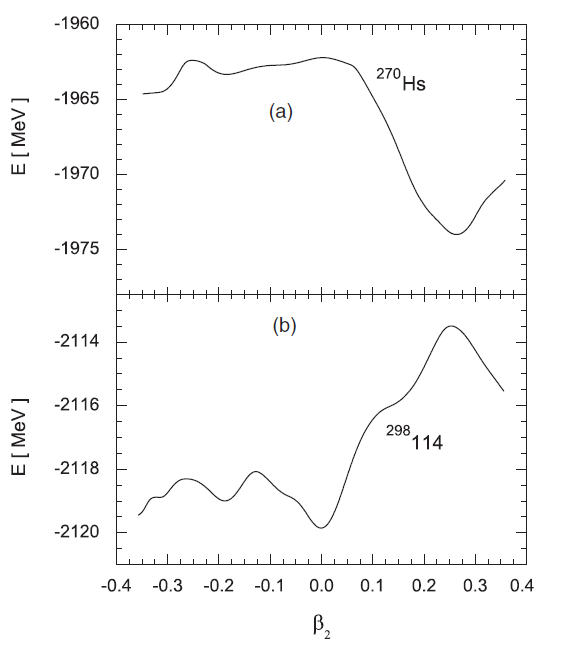 -1960
-1965
-1970
-1975
E [ MeV ]
(a)
²⁷⁰Hs
-2114
-2116
-2118
-2120
E [ MeV ]
(b)
²⁹⁸114
-0.4 -0.3 -0.2 -0.1 0.0 0.1 0.2 0.3 0.4
β₂